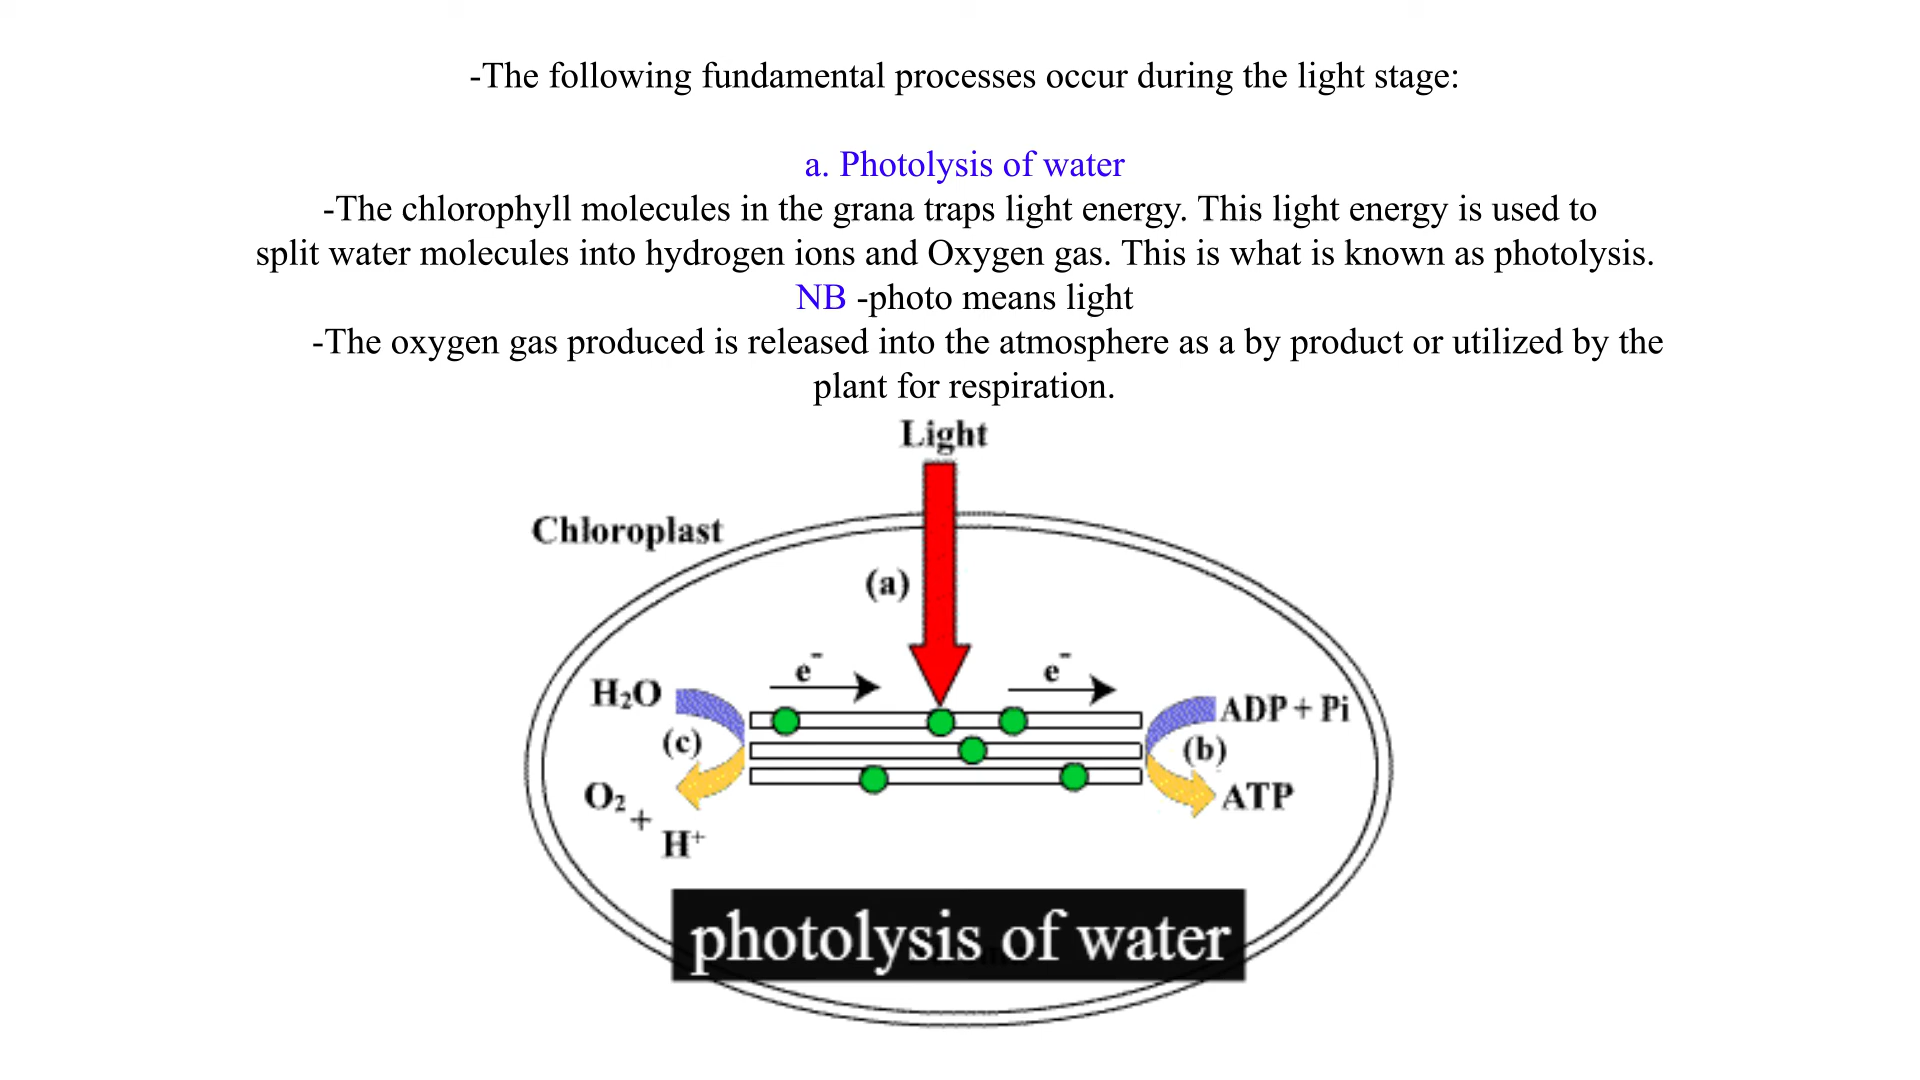 -The following fundamental processes occur during the light stage:
a. Photolysis of water
-The chlorophyll molecules in the grana traps light energy. This light energy is used to
split water molecules into hydrogen ions and Oxygen gas. This is what is known as photolysis.
NB -photo means light
-The oxygen gas produced is released into the atmosphere as a by product or utilized by the
plant for respiration.
Light
Chloroplast
(a)
e⁻ e⁻
H₂O ADP + Pi
(c) (b)
O₂ ATP
+
H⁺
photolysis of water